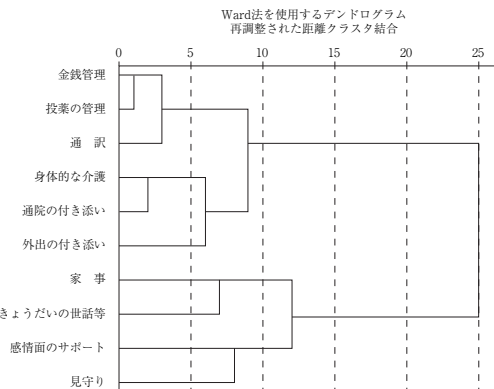 Ward法を使用するデンドログラム
再調整された距離クラスタ結合
0 5 10 15 20 25
金銭管理
投薬の管理
通　訳
身体的な介護
通院の付き添い
外出の付き添い
家　事
きょうだいの世話等
感情面のサポート
見守り